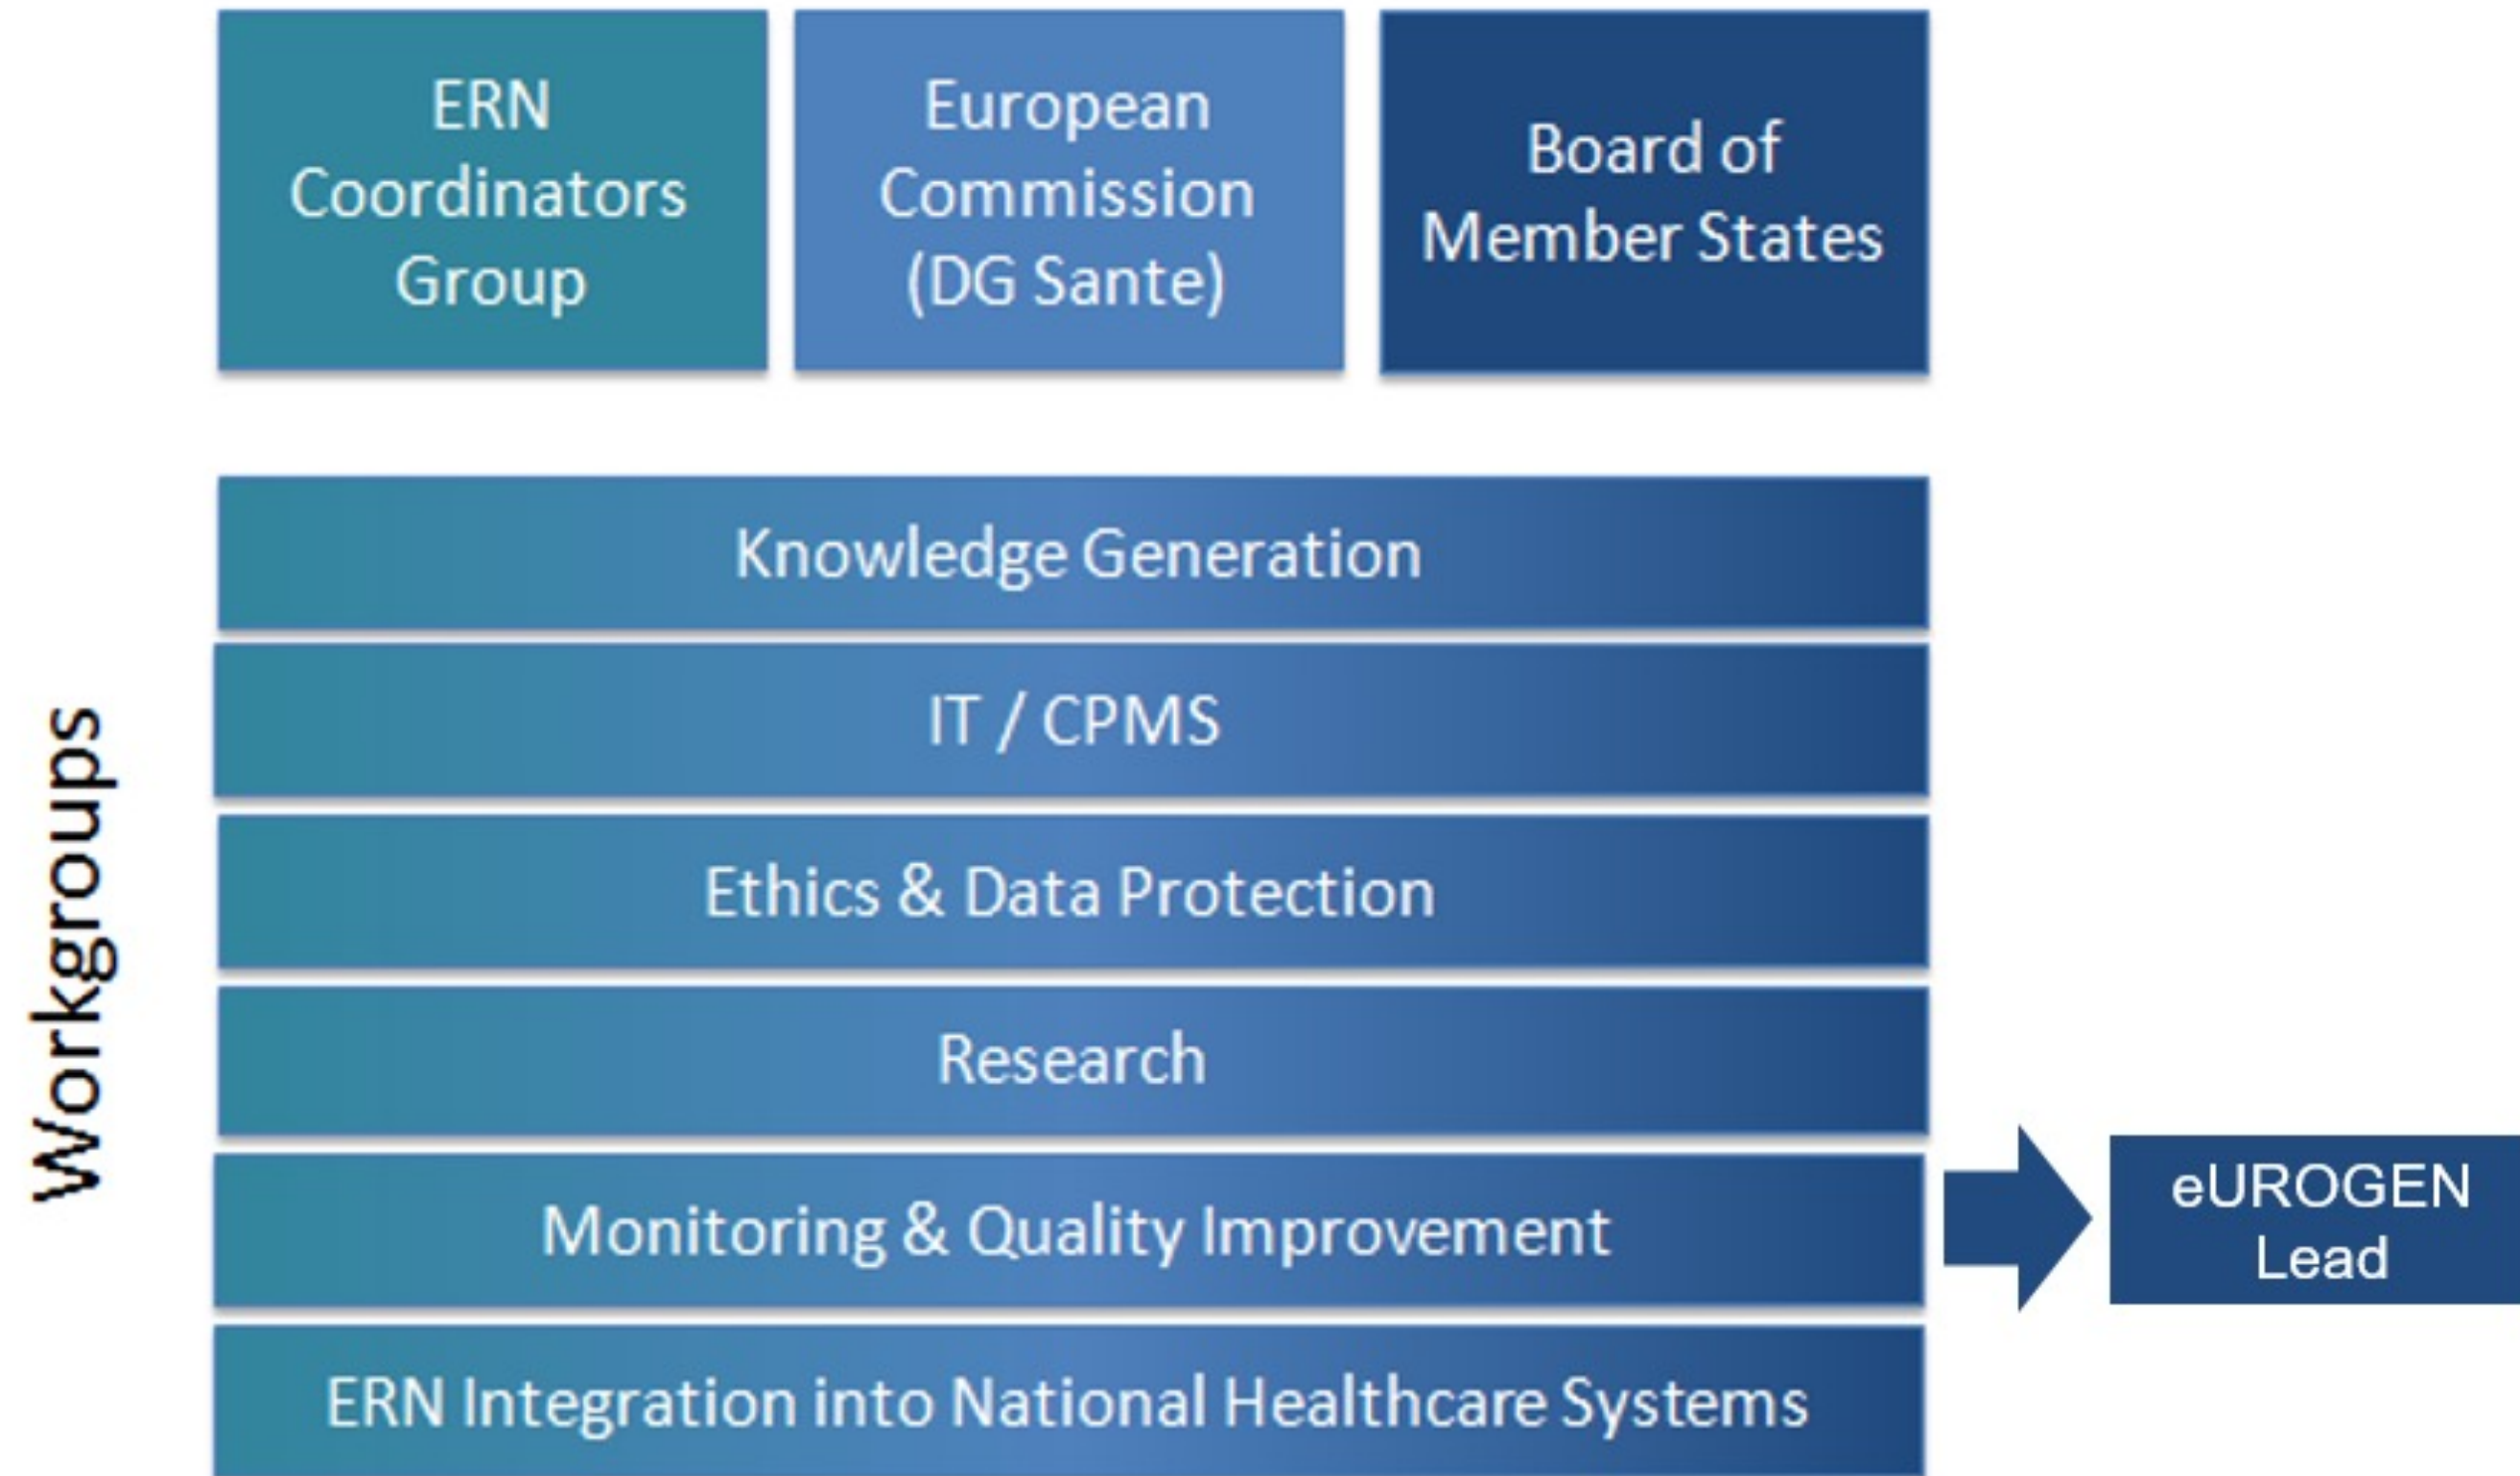 ERN
Coordinators
Group
European
Commission
(DG Sante)
Board of
Member States
Workgroups
Knowledge Generation
IT / CPMS
Ethics & Data Protection
Research
Monitoring & Quality Improvement
eUROGEN
Lead
ERN Integration into National Healthcare Systems